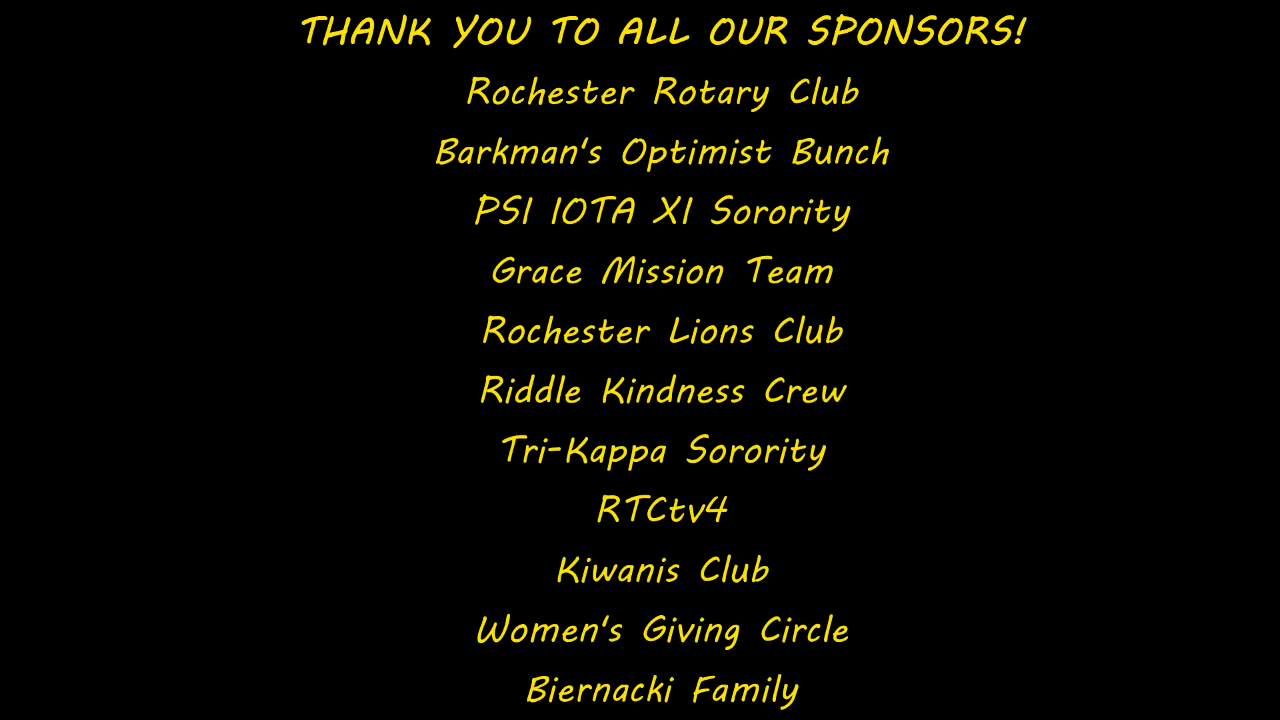 THANK YOU TO ALL OUR SPONSORS!
Rochester Rotary Club
Barkman's Optimist Bunch
PSI IOTA XI Sorority
Grace Mission Team
Rochester Lions Club
Riddle Kindness Crew
Tri-Kappa Sorority
RTCtv4
Kiwanis Club
Women's Giving Circle
Biernacki Family